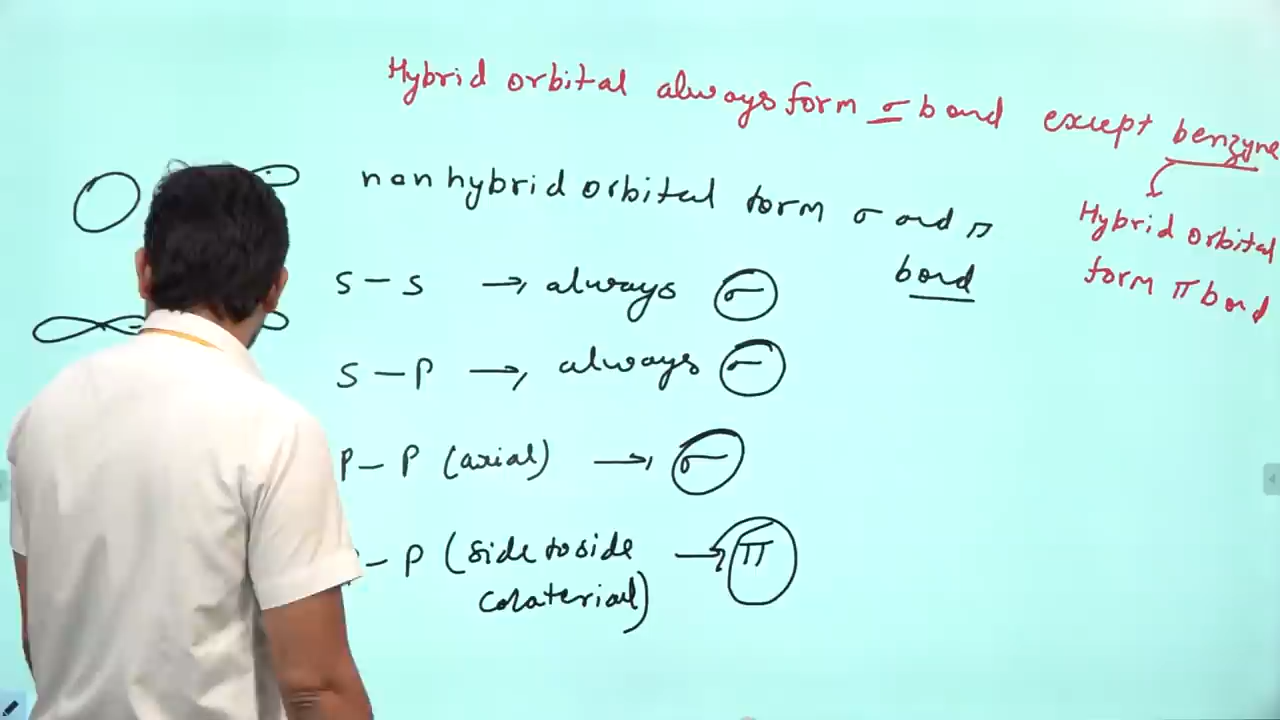 Hybrid orbital always form σ bond except benzyne
Hybrid orbital
form π bond
non hybrid orbital form σ and π
bond
s - s → always σ
s - p → always σ
p - p (axial) → σ
- p (side to side → π
colaterial)